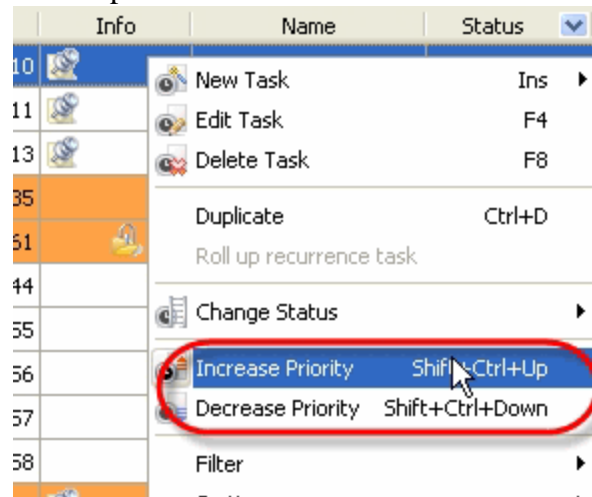 Info Name Status
10
New Task Ins
11
Edit Task F4
13
Delete Task F8
35
Duplicate Ctrl+D
61
Roll up recurrence task
44
Change Status
55
56
Increase Priority Shift+Ctrl+Up
57
Decrease Priority Shift+Ctrl+Down
58
Filter